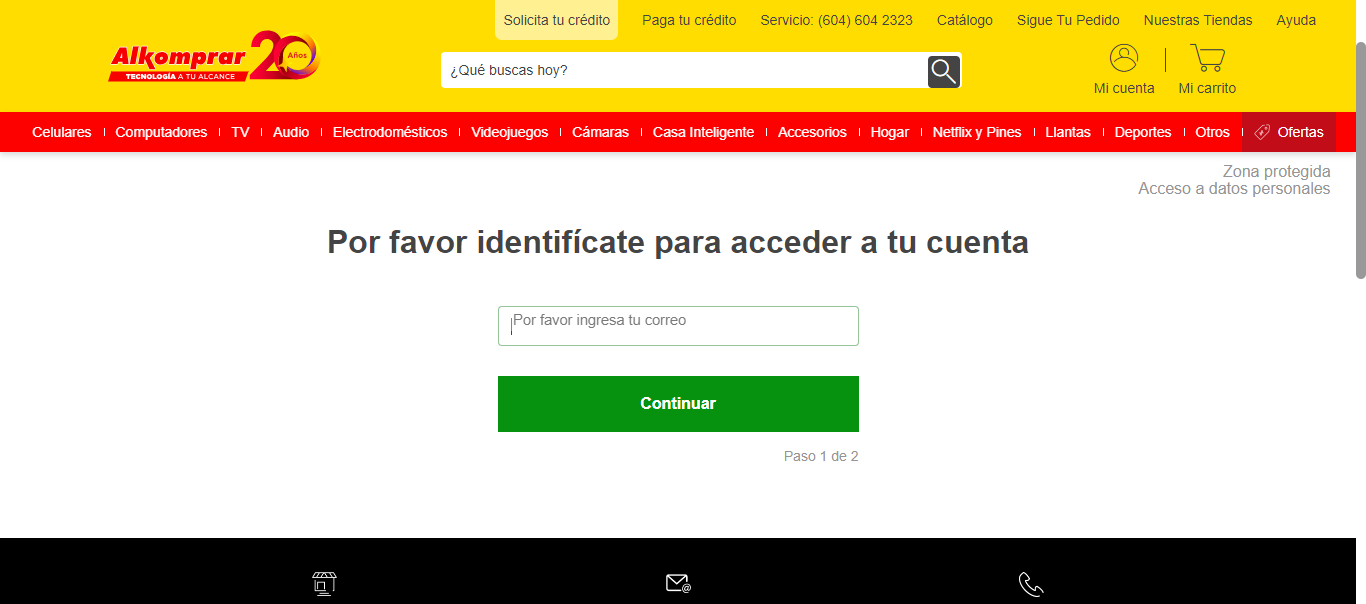 Solicita tu crédito Paga tu crédito Servicio: (604) 604 2323 Catálogo Sigue Tu Pedido Nuestras Tiendas Ayuda
Alkomprar 20 Años
TECNOLOGÍA A TU ALCANCE
¿Qué buscas hoy?
Mi cuenta Mi carrito
Celulares Computadores TV Audio Electrodomésticos Videojuegos Cámaras Casa Inteligente Accesorios Hogar Netflix y Pines Llantas Deportes Otros Ofertas
Zona protegida
Acceso a datos personales
Por favor identifícate para acceder a tu cuenta
Por favor ingresa tu correo
Continuar
Paso 1 de 2